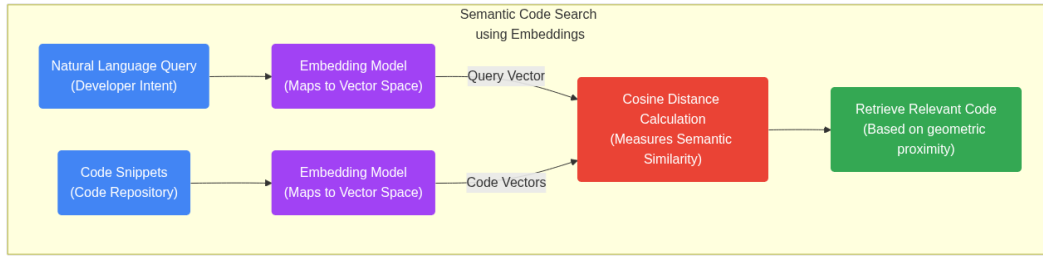 Semantic Code Search
using Embeddings
Natural Language Query
(Developer Intent)
Embedding Model
(Maps to Vector Space)
Query Vector
Code Snippets
(Code Repository)
Embedding Model
(Maps to Vector Space)
Code Vectors
Cosine Distance
Calculation
(Measures Semantic
Similarity)
Retrieve Relevant Code
(Based on geometric
proximity)